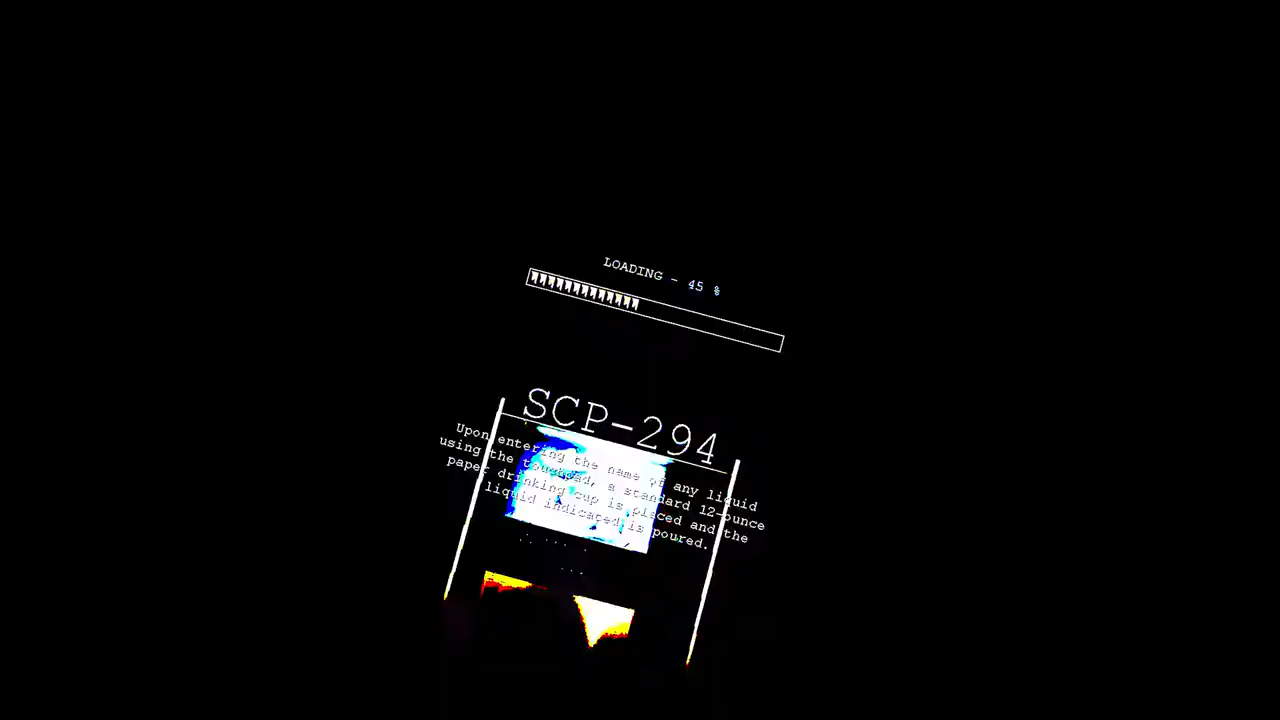 LOADING - 45 %
SCP-294
Upon entering the name of any liquid
using the touchpad, a standard 12-ounce
paper drinking cup is placed and the
liquid indicated is poured.